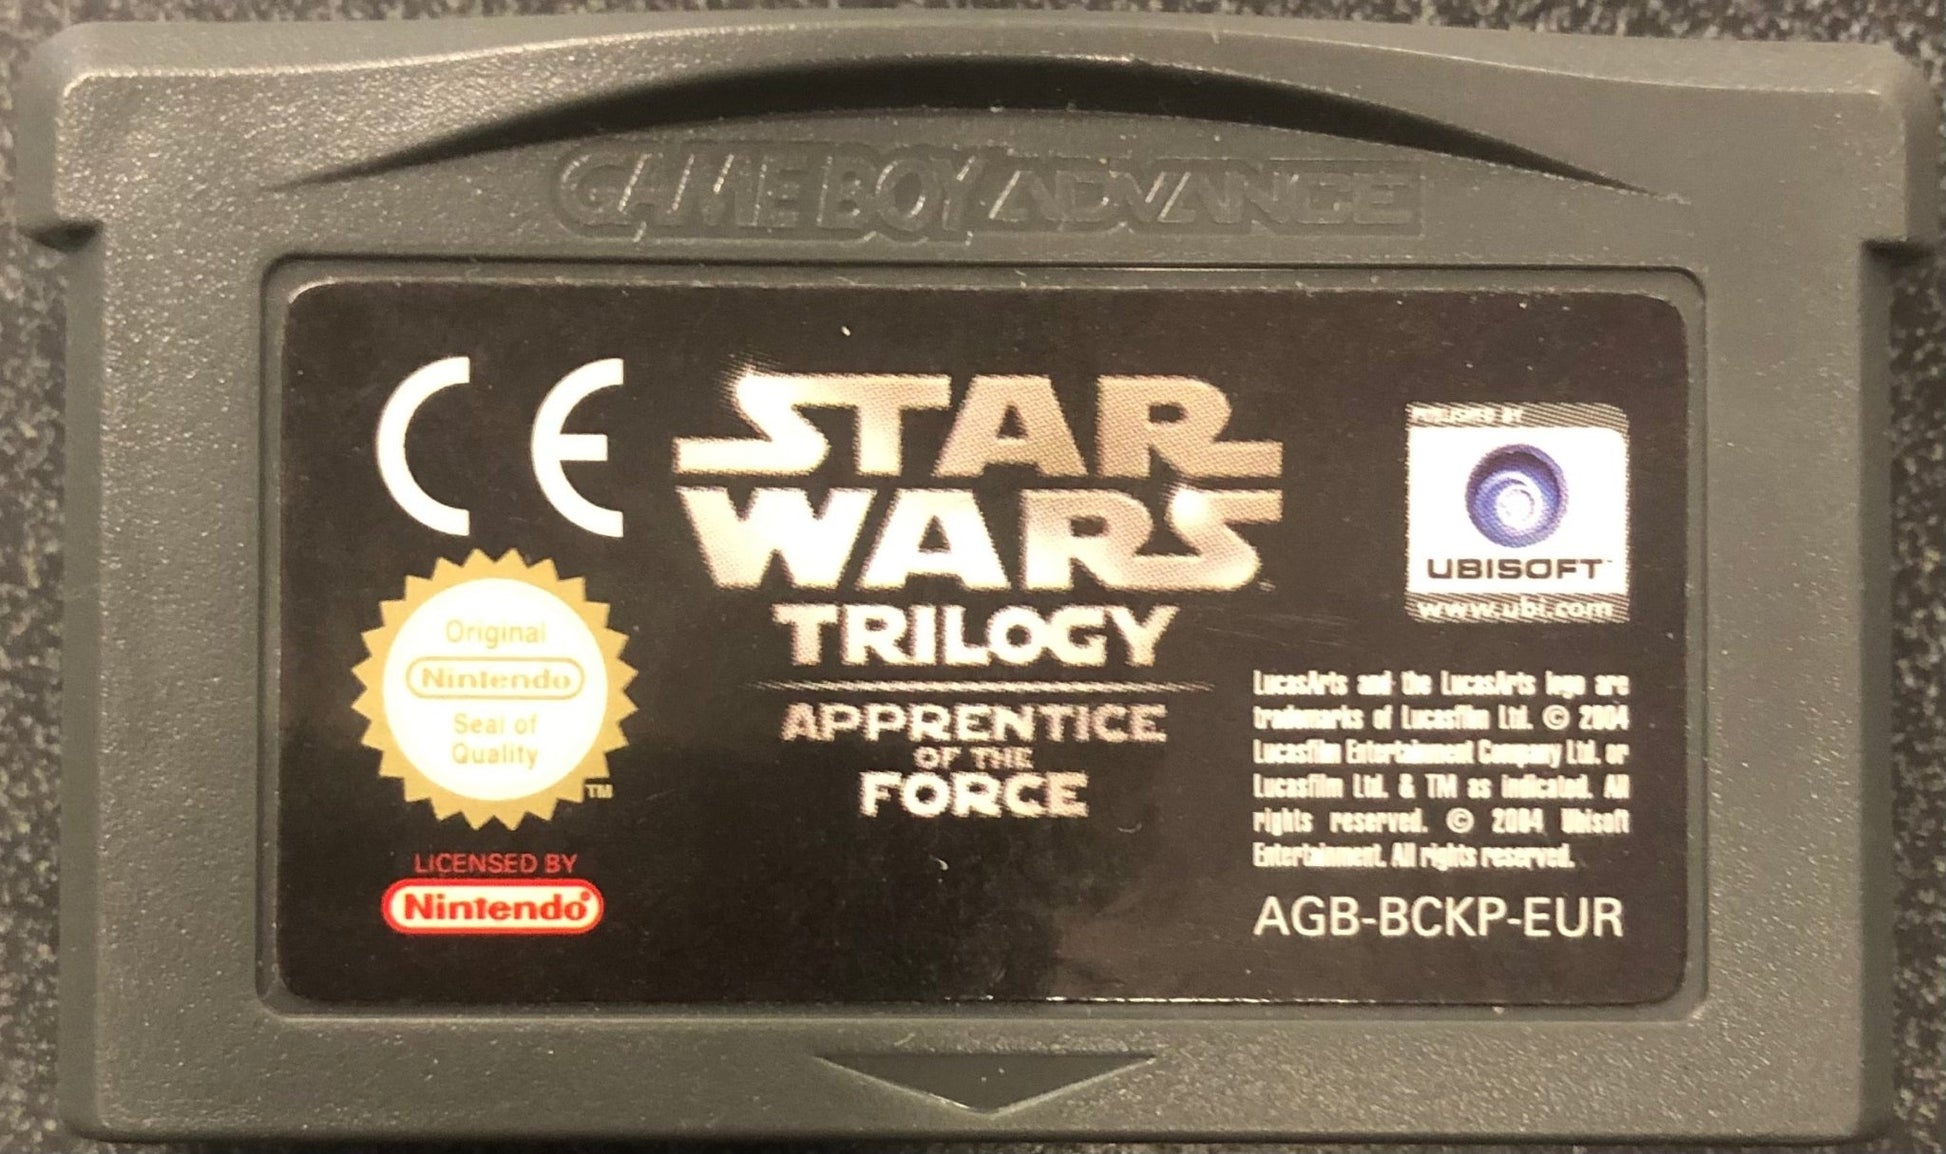 GAME BOY ADVANCE
CE
STAR
WARS
TRILOGY
APPRENTICE
OF THE
FORCE
Original
Nintendo
Seal of
Quality
TM
LICENSED BY
Nintendo®
PUBLISHED BY
UBISOFT™
www.ubi.com
LucasArts and the LucasArts logo are
trademarks of Lucasfilm Ltd. © 2004
Lucasfilm Entertainment Company Ltd. or
Lucasfilm Ltd. & TM as indicated. All
rights reserved. © 2004 Ubisoft
Entertainment. All rights reserved.
AGB-BCKP-EUR